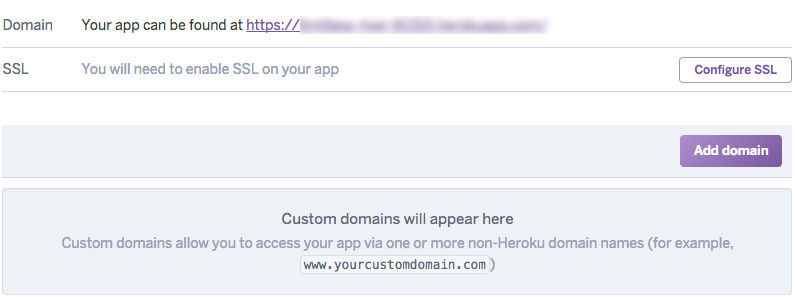 Domain Your app can be found at https://
SSL You will need to enable SSL on your app Configure SSL
Add domain
Custom domains will appear here
Custom domains allow you to access your app via one or more non-Heroku domain names (for example,
www.yourcustomdomain.com)